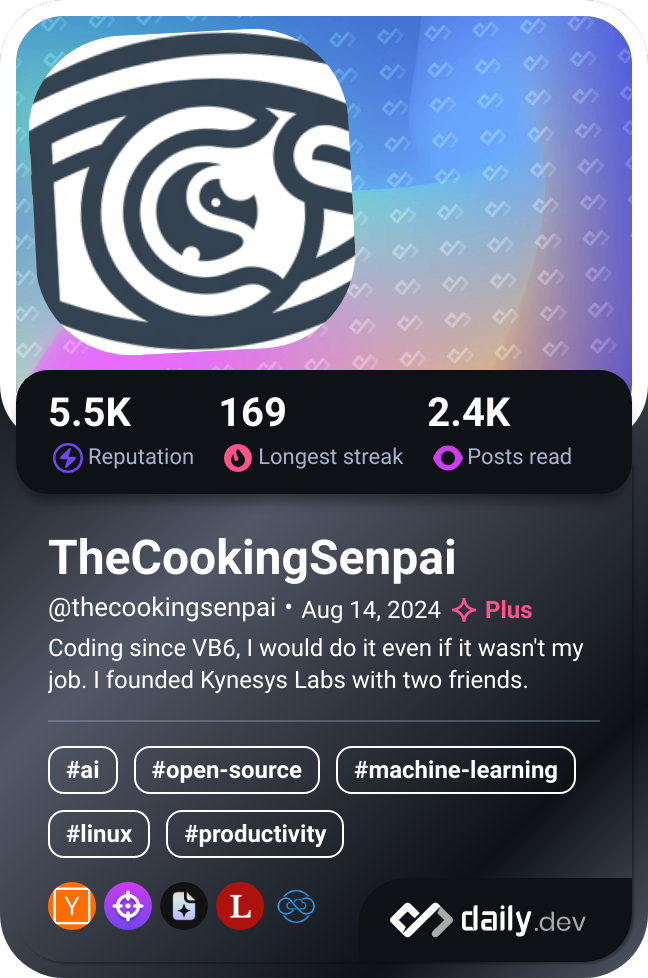 5.5K 169 2.4K
Reputation Longest streak Posts read
TheCookingSenpai
@thecookingsenpai • Aug 14, 2024 Plus
Coding since VB6, I would do it even if it wasn't my
job. I founded Kynesys Labs with two friends.
#ai #open-source #machine-learning
#linux #productivity
Y L
daily.dev